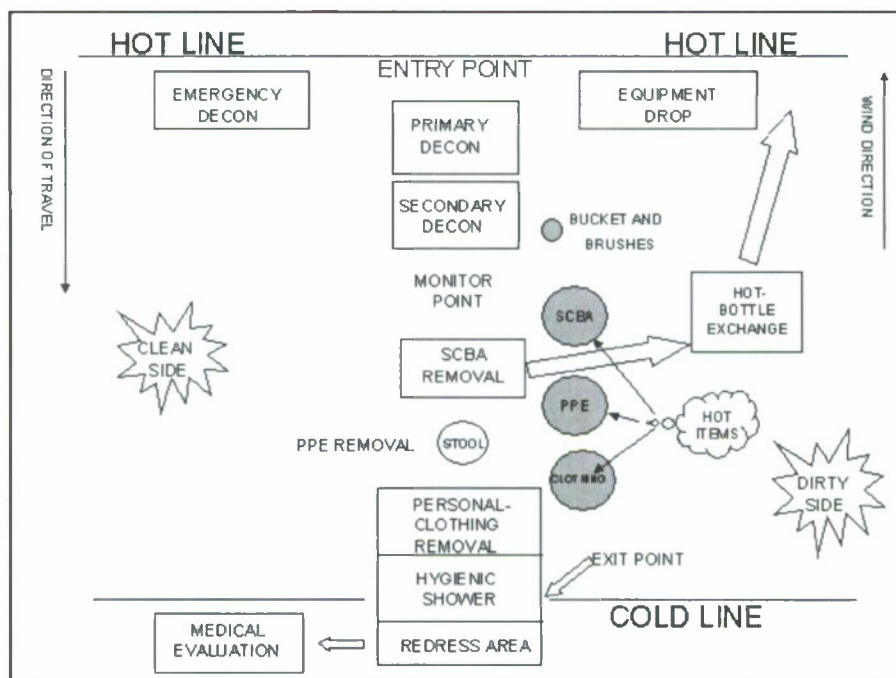 HOT LINE
HOT LINE
ENTRY POINT
DIRECTION OF TRAVEL
EMERGENCY
DECON
PRIMARY
DECON
EQUIPMENT
DROP
WIND DIRECTION
SECONDARY
DECON
BUCKET AND
BRUSHES
MONITOR
POINT
SCBA
HOT-
BOTTLE
EXCHANGE
CLEAN
SIDE
SCBA
REMOVAL
PPE
HOT
ITEMS
PPE REMOVAL
STOOL
CLOTHING
DIRTY
SIDE
PERSONAL-
CLOTHING
REMOVAL
HYGIENIC
SHOWER
EXIT POINT
COLD LINE
MEDICAL
EVALUATION
REDRESS AREA